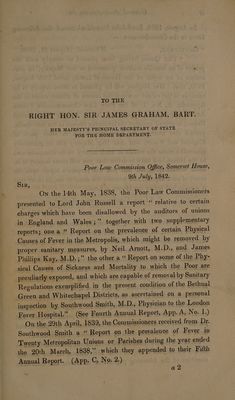 TO THE
RIGHT HON. SIR JAMES GRAHAM, BART.
HER MAJESTY'S PRINCIPAL SECRETARY OF STATE
FOR THE HOME DEPARTMENT.
Poor Law Commission Office, Somerset House,
9th July, 1842.
SIR,
ON the 14th May, 1838, the Poor Law Commissioners
presented to Lord John Russell a report “ relative to certain
charges which have been disallowed by the auditors of unions
in England and Wales ; ” together with two supplementary
reports; one a “ Report on the prevalence of certain Physical
Causes of Fever in the Metropolis, which might be removed by
proper sanitary measures, by Neil Arnott, M.D., and James
Phillips Kay, M.D. ;” the other a “ Report on some of the Phy-
sical Causes of Sickness and Mortality to which the Poor are
peculiarly exposed, and which are capable of removal by Sanitary
Regulations exemplified in the present condition of the Bethnal
Green and Whitechapel Districts, as ascertained on a personal
inspection by Southwood Smith, M.D., Physician to the London
Fever Hospital.” (See Fourth Annual Report, App. A, No. 1.)
On the 29th April, 1839, the Commissioners received from Dr.
Southwood Smith a “ Report on the prevalence of Fever in
Twenty Metropolitan Unions or Parishes during the year ended
the 20th March, 1838,” which they appended to their Fifth
Annual Report. (App. C, No. 2.)
a 2